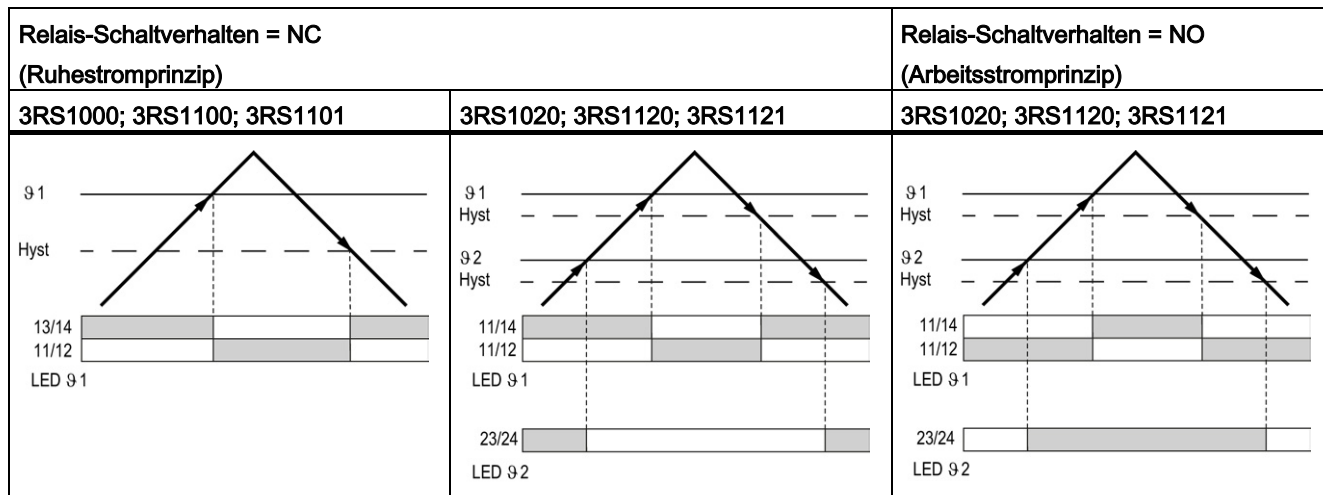 Relais-Schaltverhalten = NC
(Ruhestromprinzip)
Relais-Schaltverhalten = NO
(Arbeitsstromprinzip)
3RS1000; 3RS1100; 3RS1101
3RS1020; 3RS1120; 3RS1121
3RS1020; 3RS1120; 3RS1121
ϑ1
Hyst
13/14
11/12
LED ϑ1
ϑ1
Hyst
ϑ2
Hyst
11/14
11/12
LED ϑ1
23/24
LED ϑ2
ϑ1
Hyst
ϑ2
Hyst
11/14
11/12
LED ϑ1
23/24
LED ϑ2